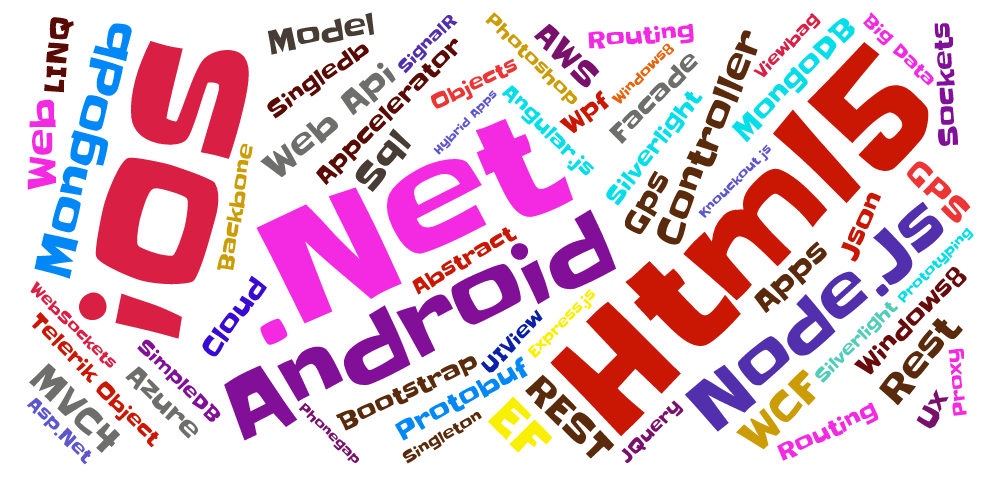 LINQ
Web
Mongodb
iOS
Backbone
Model
Singledb
Web Api
SignalR
Appcelerator
Sql
Objects
Hybrid Apps
Photoshop
AWS
Routing
Wpf
Windows8
Facade
Angular.js
Silverlight
Gps
Controller
Viewbag
MongoDB
Big Data
Sockets
Knouckout js
.Net
Android
Html5
Abstract
Cloud
GPS
Json
Apps
Node.Js
Prototyping
Silverlight
Windows8
WebSockets
Telerik Object
SimpleDB
Azure
MVC4
Asp.Net
Phonegap
Bootstrap
UIView
Express.js
Protobuf
Singleton
EF
REST
JQuery
WCF
Routing
Rest
UX
Proxy